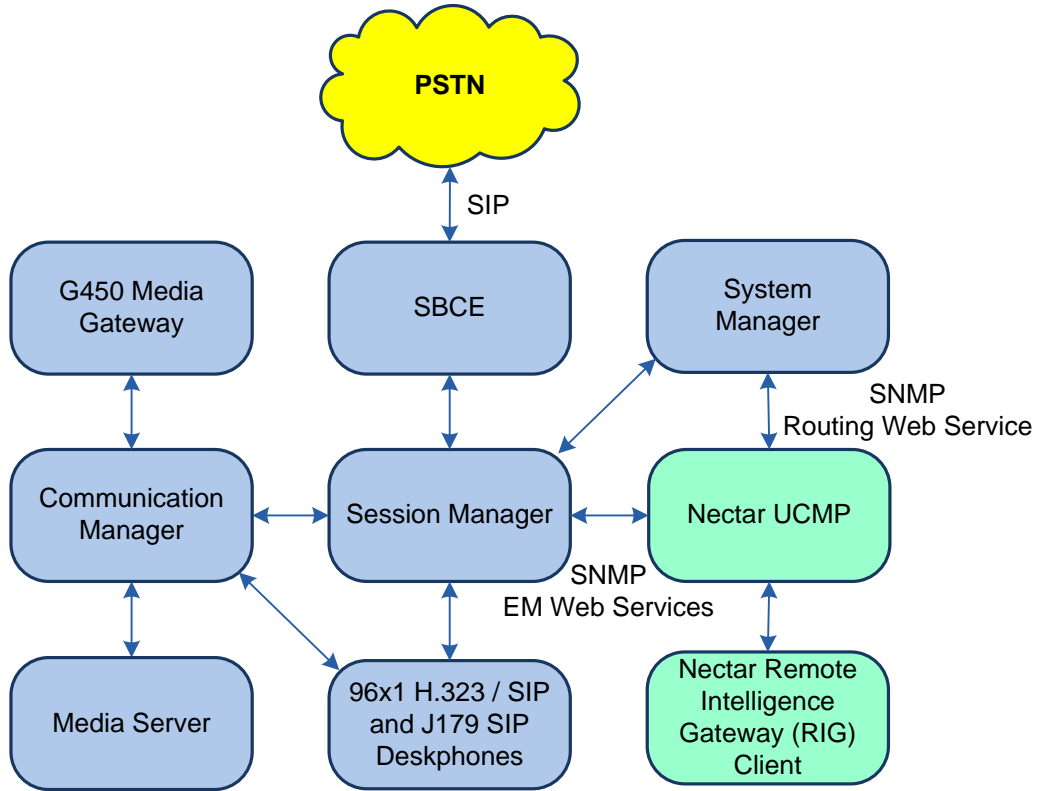 PSTN
SIP
G450 Media
Gateway
SBCE
System
Manager
SNMP
Routing Web Service
Communication
Manager
Session Manager
Nectar UCMP
SNMP
EM Web Services
Media Server
96x1 H.323 / SIP
and J179 SIP
Deskphones
Nectar Remote
Intelligence
Gateway (RIG)
Client